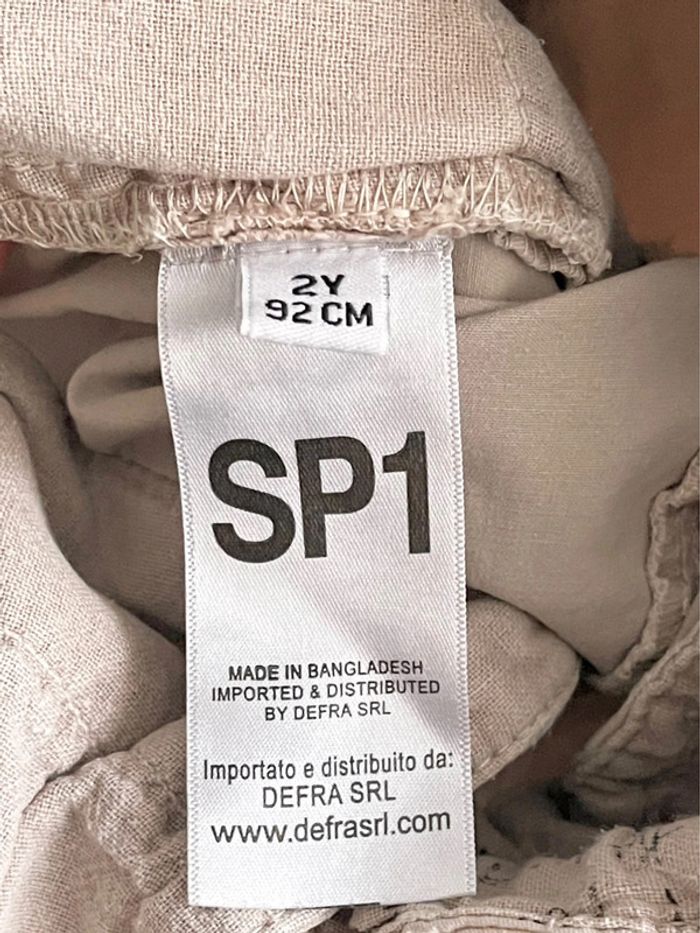 2Y
92 CM
SP1
MADE IN BANGLADESH
IMPORTED & DISTRIBUTED
BY DEFRA SRL
Importato e distribuito da:
DEFRA SRL
www.defrasrl.com